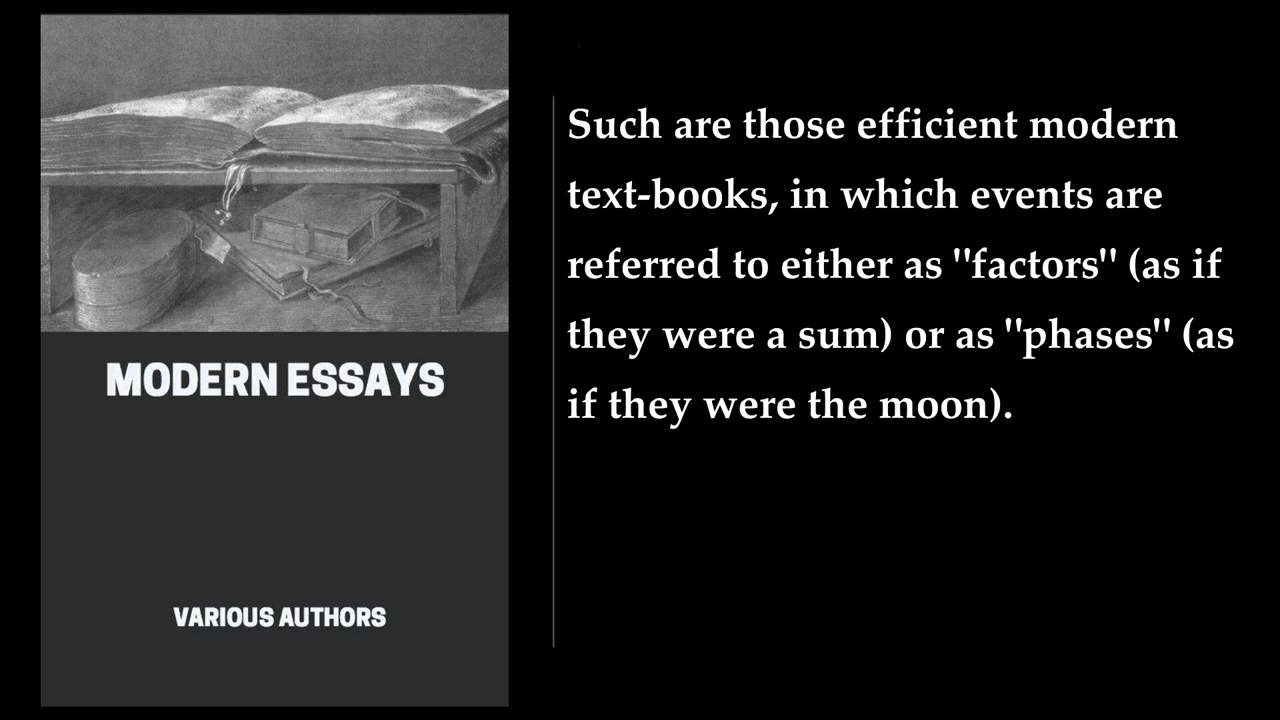 MODERN ESSAYS
VARIOUS AUTHORS
Such are those efficient modern
text-books, in which events are
referred to either as "factors" (as if
they were a sum) or as "phases" (as
if they were the moon).